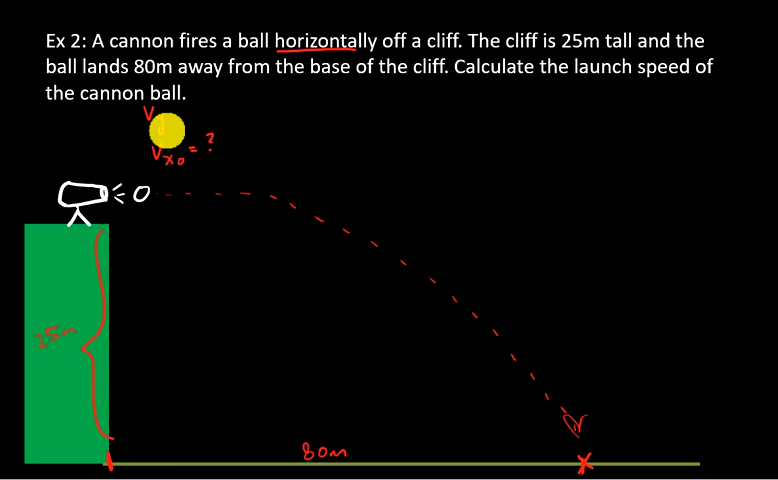 Ex 2: A cannon fires a ball horizontally off a cliff. The cliff is 25m tall and the
ball lands 80m away from the base of the cliff. Calculate the launch speed of
the cannon ball.
V
Vxo = ?
25m
80m